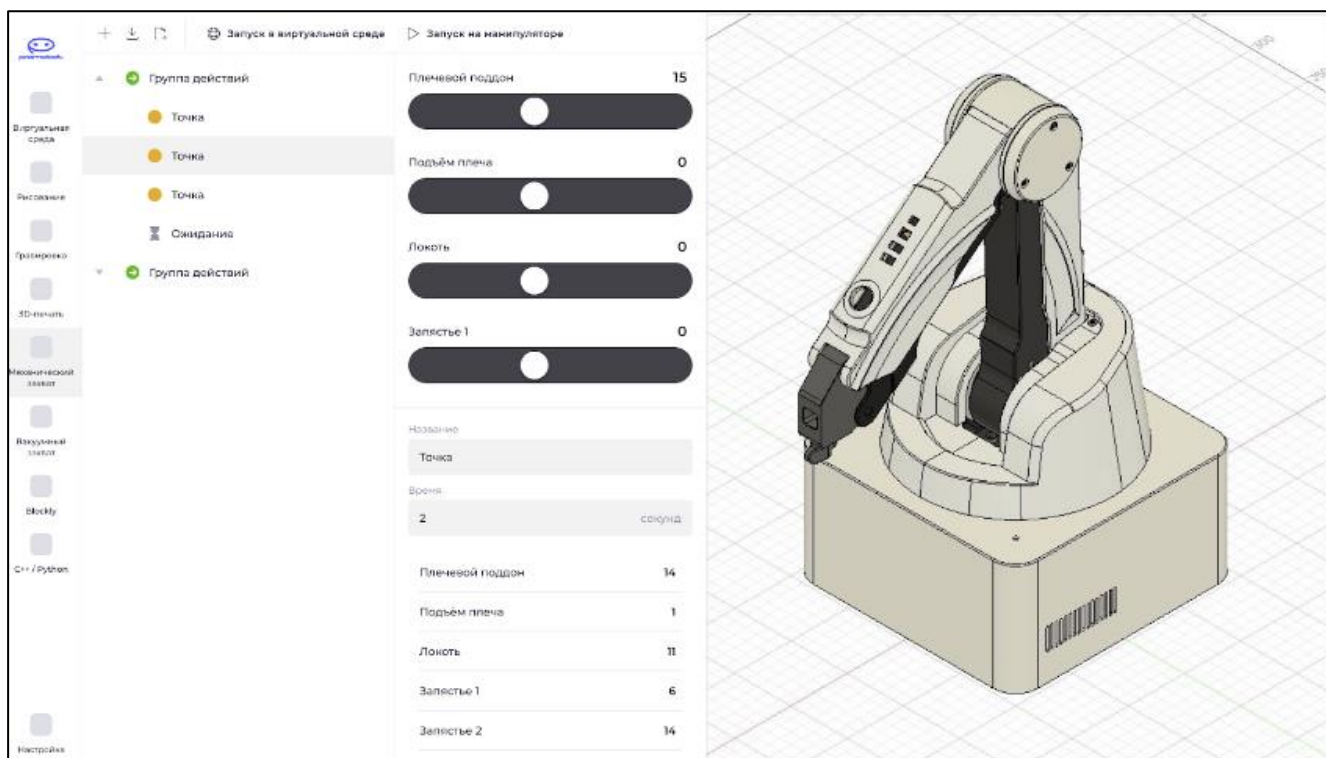 Запуск в виртуальной среде
Запуск на манипуляторе
Виртуальная
среда
Рисование
Гравировка
3D-печать
Механический
захват
Вакуумный
захват
Blockly
C++ / Python
Настройки
Группа действий
Точка
Точка
Точка
Ожидание
Группа действий
Плечевой поддон 15
Подъём плеча 0
Локоть 0
Запястье 1 0
Название
Точка
Время
2 секунд
Плечевой поддон 14
Подъём плеча 1
Локоть 11
Запястье 1 6
Запястье 2 14
300